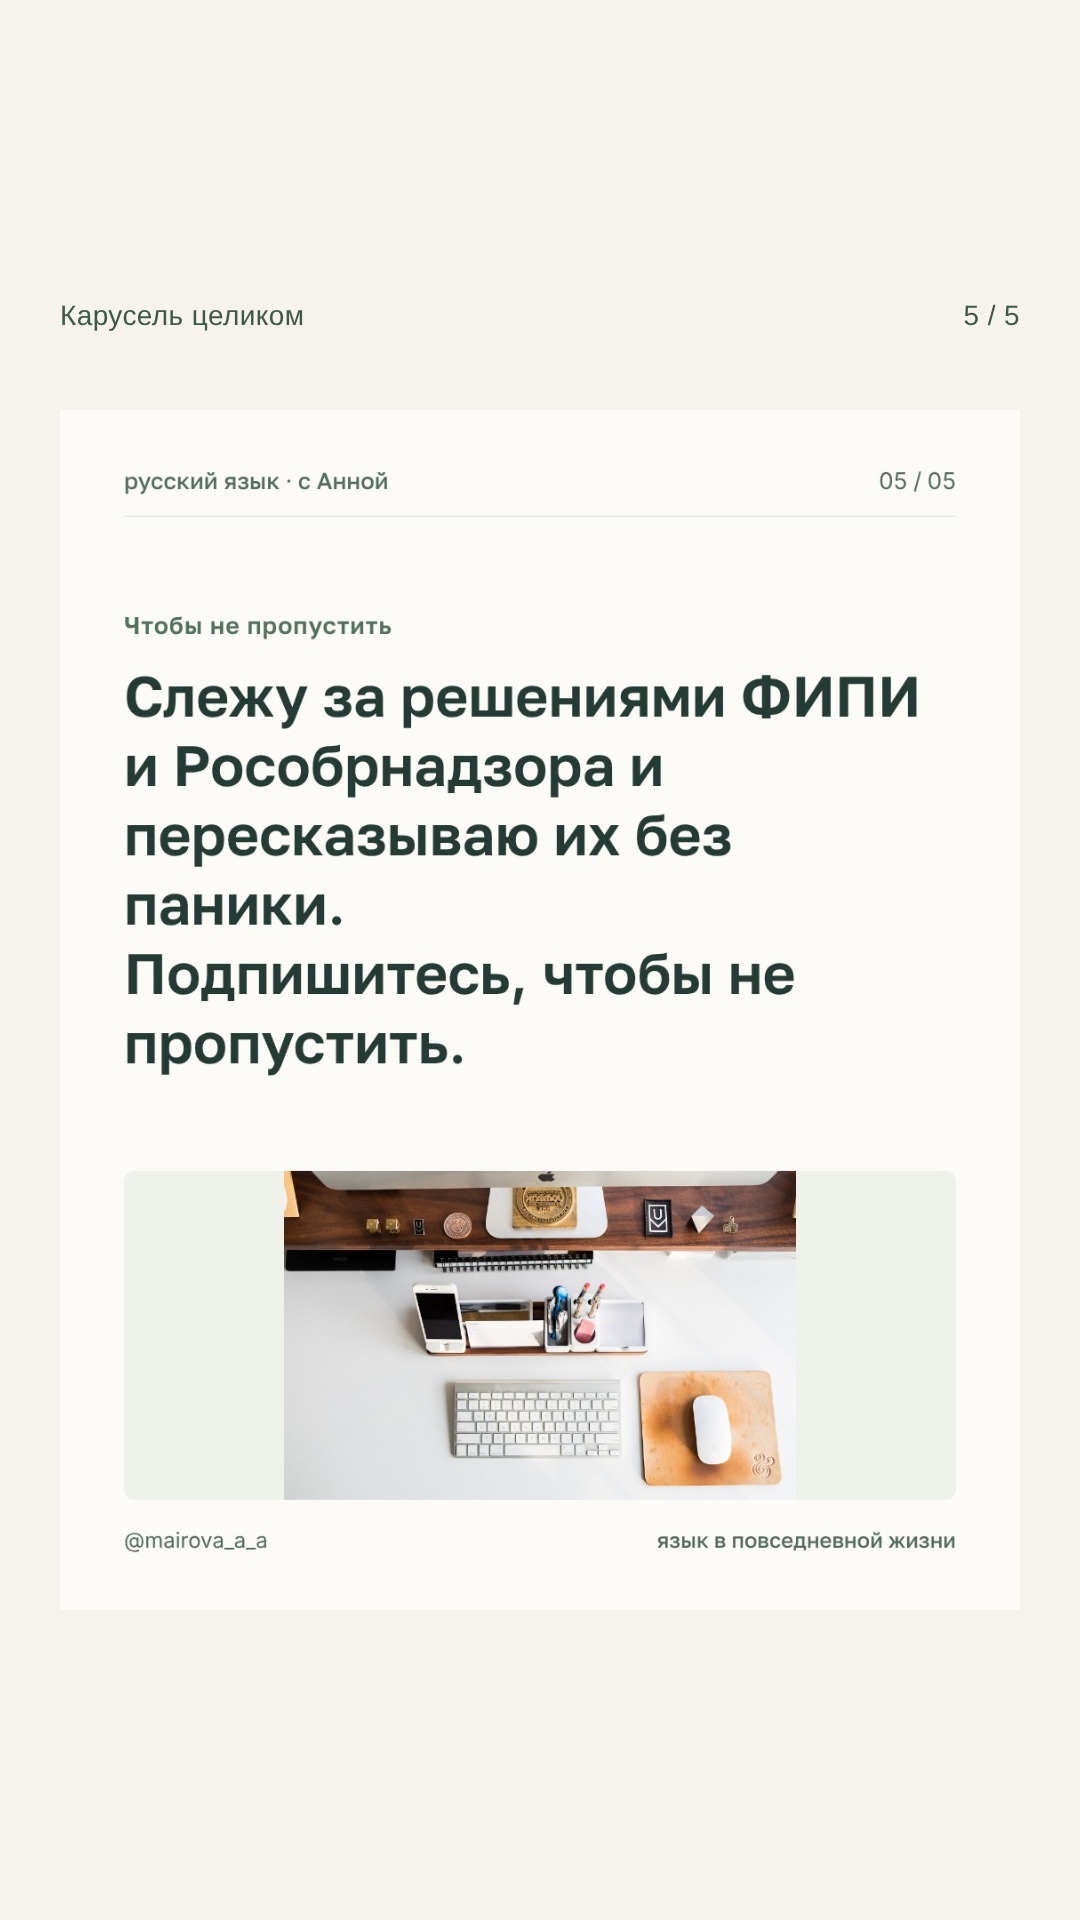 Карусель целиком
5 / 5
русский язык · с Анной
05 / 05
Чтобы не пропустить
Слежу за решениями ФИПИ
и Рособрнадзора и
пересказываю их без
паники.
Подпишитесь, чтобы не
пропустить.
@mairova_a_a
язык в повседневной жизни